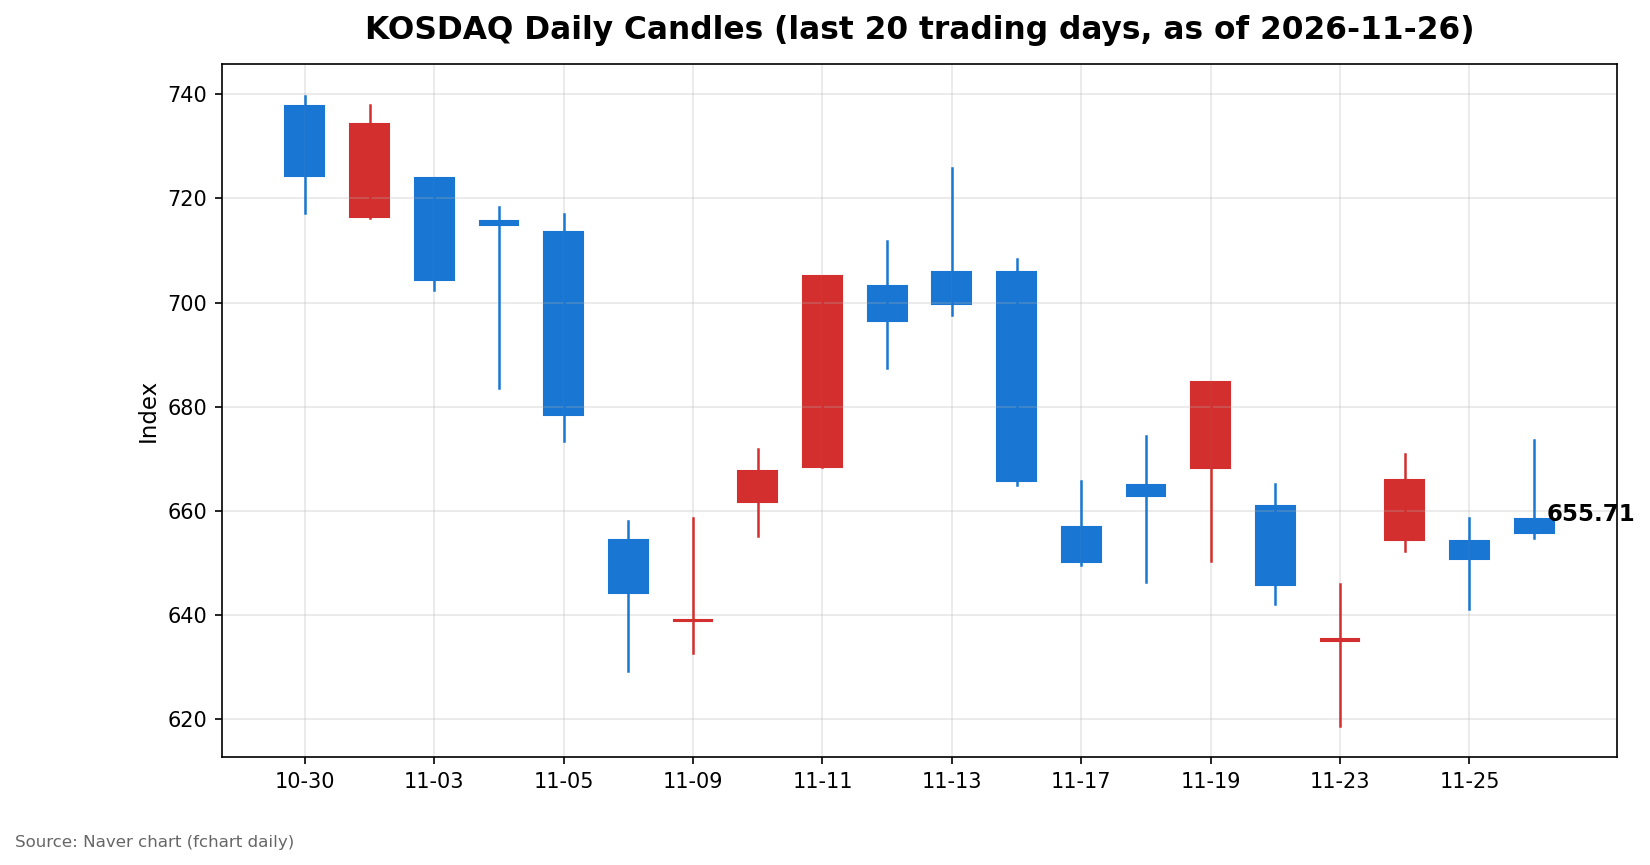 KOSDAQ Daily Candles (last 20 trading days, as of 2026-11-26)
Index
740
720
700
680
660
640
620
655.71
10-30 11-03 11-05 11-09 11-11 11-13 11-17 11-19 11-23 11-25
Source: Naver chart (fchart daily)